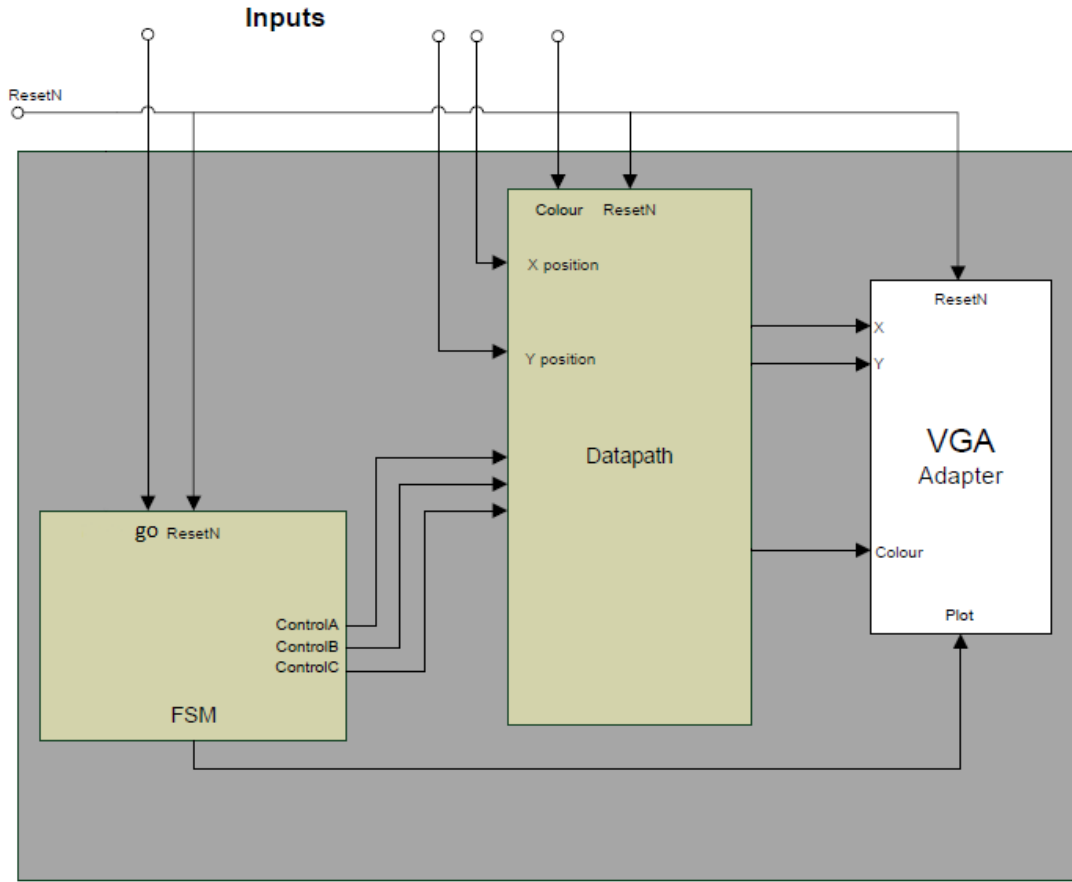 Inputs
ResetN
Colour ResetN
X position
Y position
Datapath
ResetN
X
Y
VGA
Adapter
Colour
Plot
go ResetN
ControlA
ControlB
ControlC
FSM